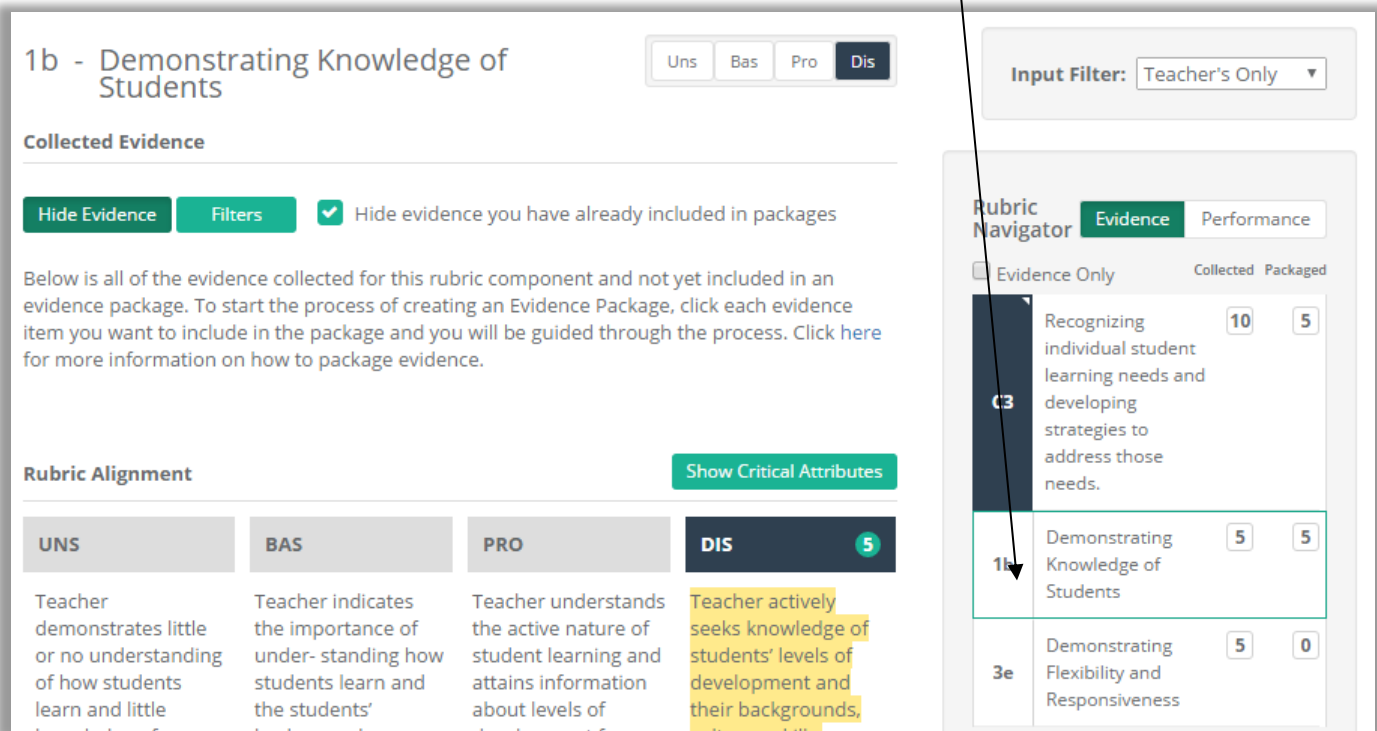 1b - Demonstrating Knowledge of
Students
Uns Bas Pro Dis
Collected Evidence
Hide Evidence Filters Hide evidence you have already included in packages
Below is all of the evidence collected for this rubric component and not yet included in an
evidence package. To start the process of creating an Evidence Package, click each evidence
item you want to include in the package and you will be guided through the process. Click here
for more information on how to package evidence.
Rubric Alignment Show Critical Attributes
UNS
Teacher
demonstrates little
or no understanding
of how students
learn and little
BAS
Teacher indicates
the importance of
under- standing how
students learn and
the students'
PRO
Teacher understands
the active nature of
student learning and
attains information
about levels of
DIS 5
Teacher actively
seeks knowledge of
students' levels of
development and
their backgrounds,
Input Filter: Teacher's Only
Rubric
Navigator
Evidence Performance
Evidence Only Collected Packaged
C3
Recognizing 10 5
individual student
learning needs and
developing
strategies to
address those
needs.
Demonstrating 5 5
1b Knowledge of
Students
Demonstrating 5 0
3e Flexibility and
Responsiveness